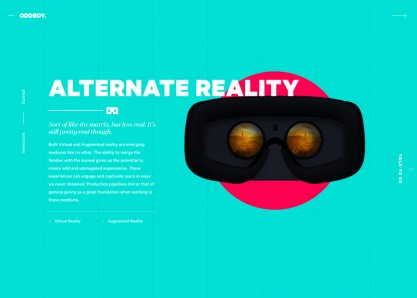 ODDBOY.
ALTERNATE REALITY
Sort of like the matrix, but less real. It's
still pretty real though.
Both Virtual and Augmented reality are emerging
mediums like no other. The ability to merge the
familiar with the surreal gives us the potential to
create wild and unimagined experiences. These
experiences can engage and captivate users in ways
we never dreamed. Production pipelines mirror that of
gaming giving us a great foundation when working in
these mediums.
Virtual Reality
Augmented Reality
TALK TO US